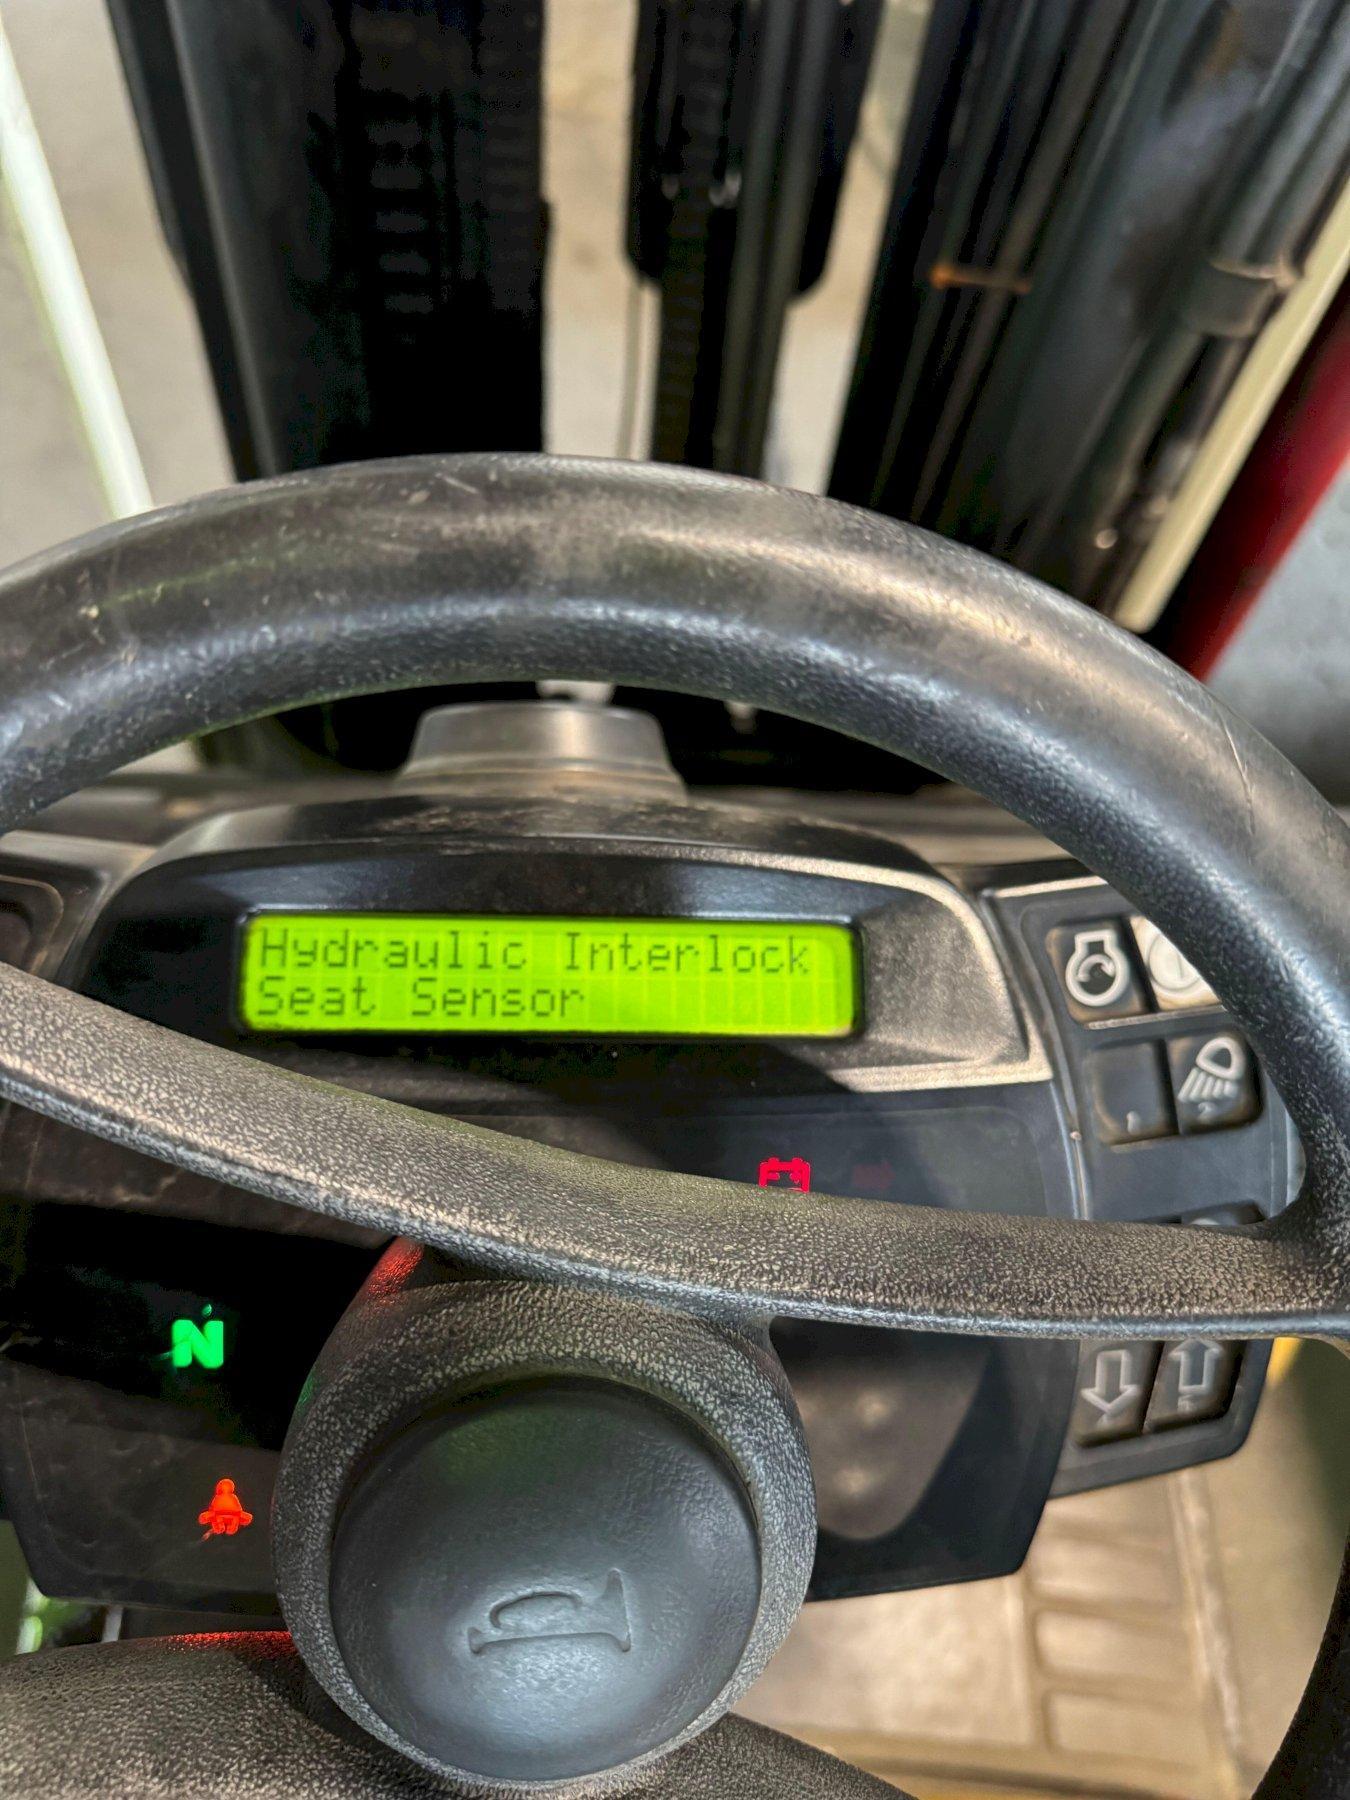 Hydraulic Interlock
Seat Sensor
N